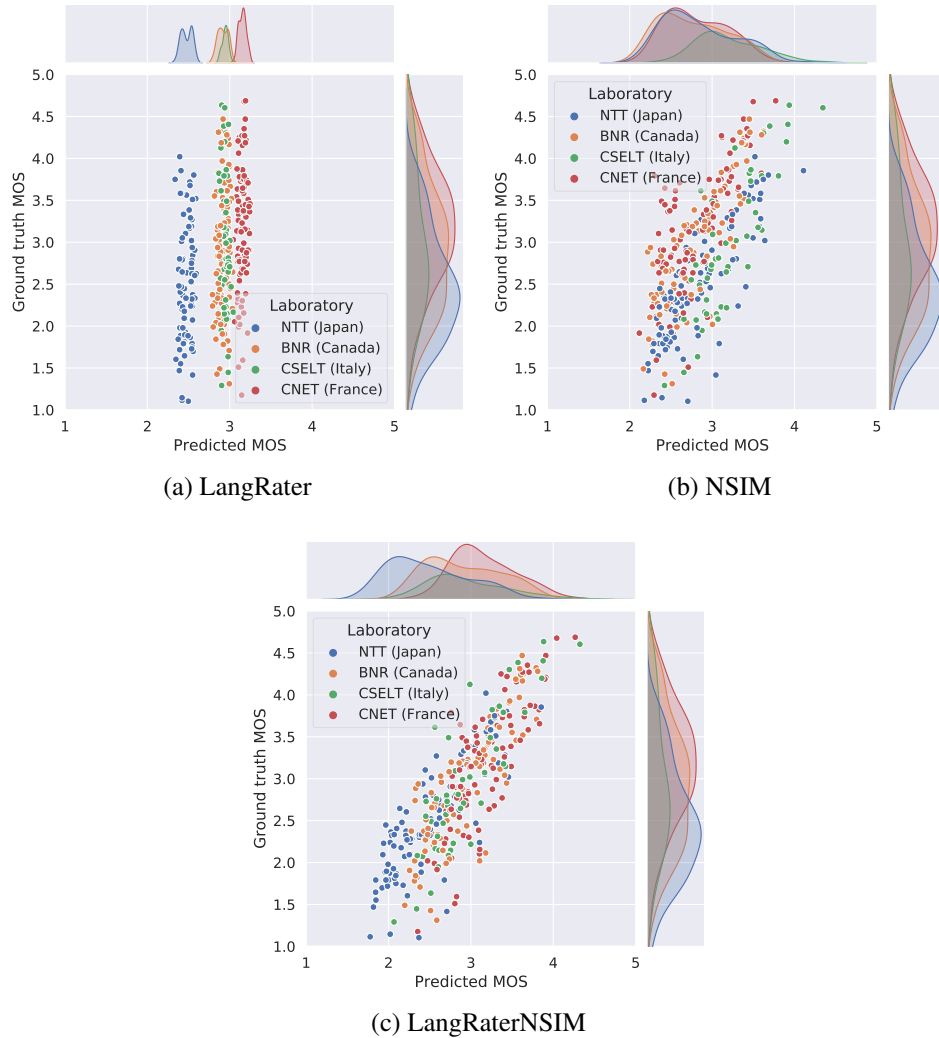 5.0
4.5
4.0
3.5
3.0
2.5
2.0
1.5
1.0
Ground truth MOS
Laboratory
NTT (Japan)
BNR (Canada)
CSELT (Italy)
CNET (France)
1 2 3 4 5
Predicted MOS
(a) LangRater
5.0
4.5
4.0
3.5
3.0
2.5
2.0
1.5
1.0
Ground truth MOS
Laboratory
NTT (Japan)
BNR (Canada)
CSELT (Italy)
CNET (France)
1 2 3 4 5
Predicted MOS
(b) NSIM
5.0
4.5
4.0
3.5
3.0
2.5
2.0
1.5
1.0
Ground truth MOS
Laboratory
NTT (Japan)
BNR (Canada)
CSELT (Italy)
CNET (France)
1 2 3 4 5
Predicted MOS
(c) LangRaterNSIM